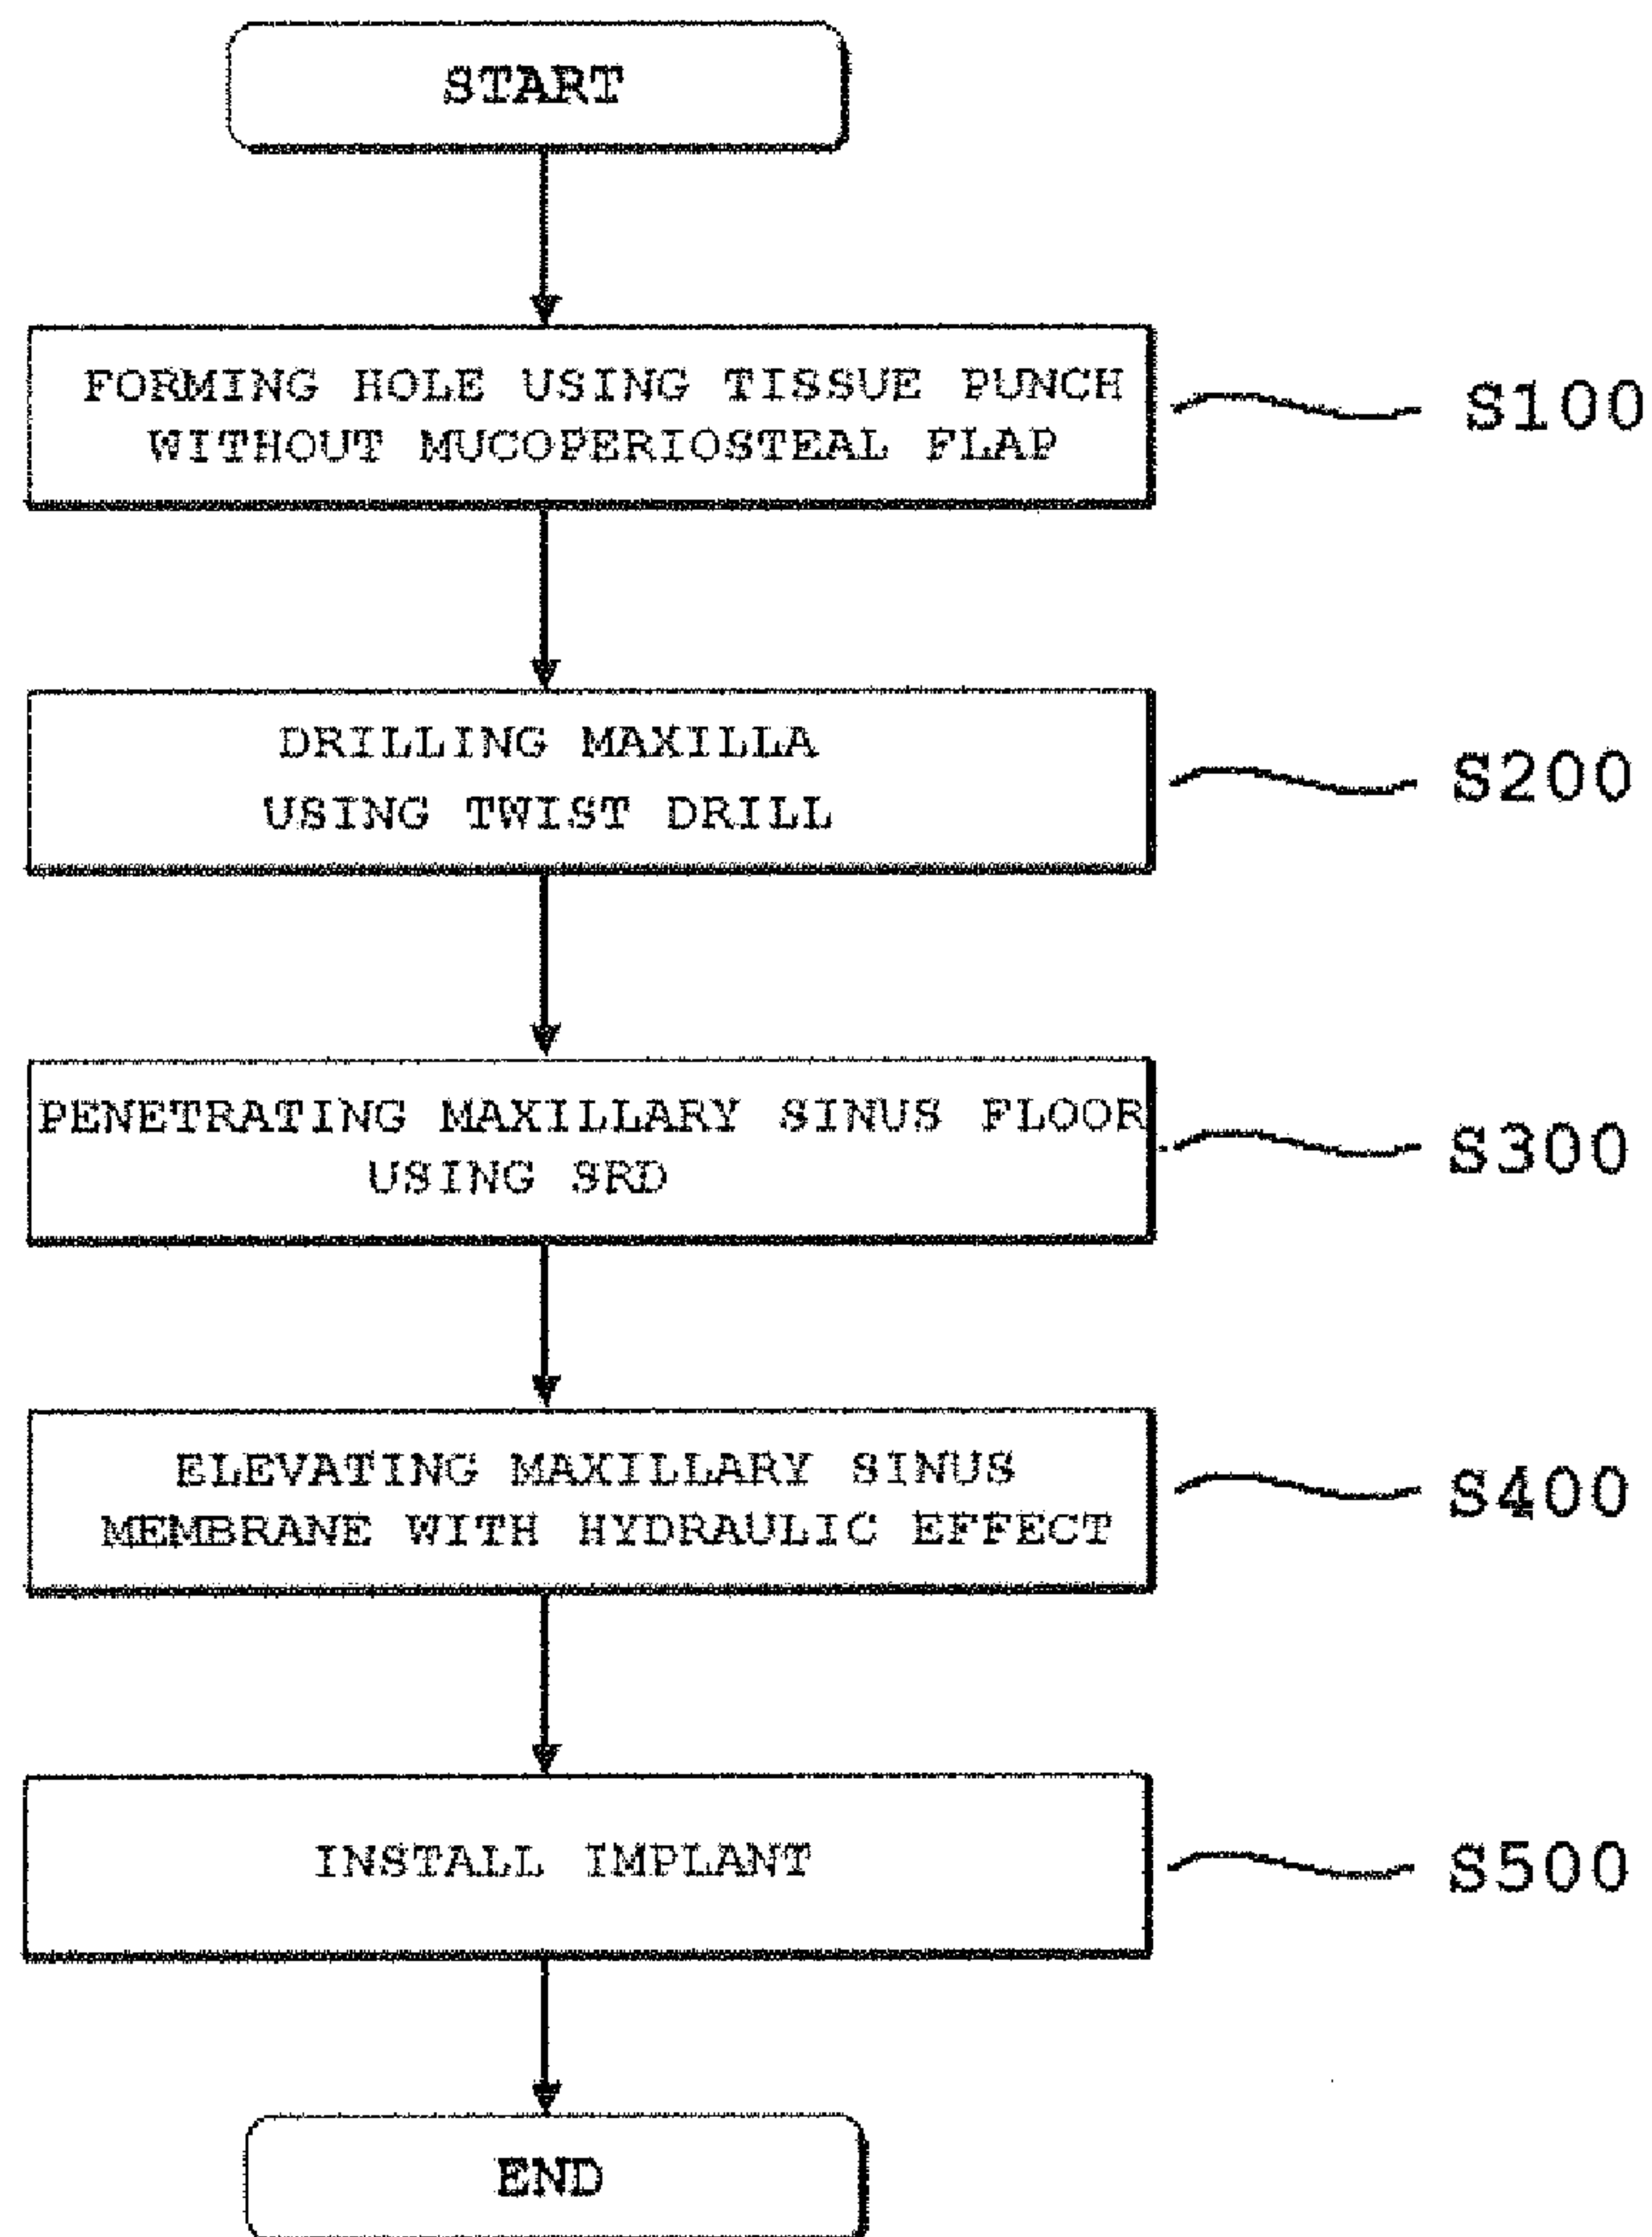 START
FORMING HOLE USING TISSUE PUNCH
WITHOUT MUCOPERIOSTEAL FLAP
S100
DRILLING MAXILLA
USING TWIST DRILL
S200
PENETRATING MAXILLARY SINUS FLOOR
USING SRD
S300
ELEVATING MAXILLARY SINUS
MEMBRANE WITH HYDRAULIC EFFECT
S400
INSTALL IMPLANT
S500
END